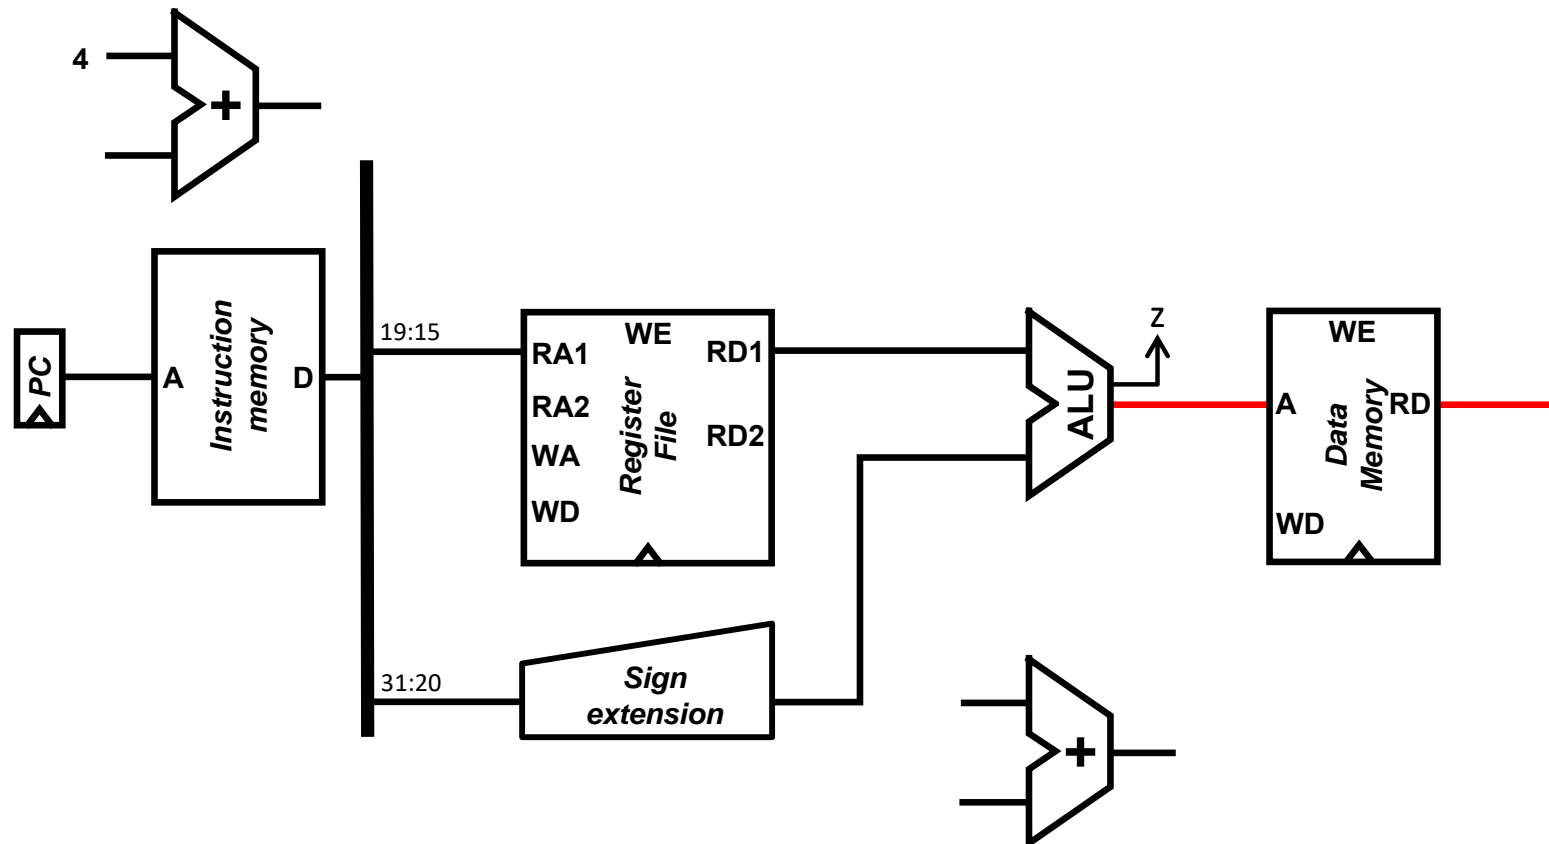 4
+
PC
A
Instruction
memory
D
19:15
31:20
RA1
WE
RD1
RA2
RD2
WA
WD
Register
File
Sign
extension
ALU
Z
+
A
WE
RD
WD
Data
Memory